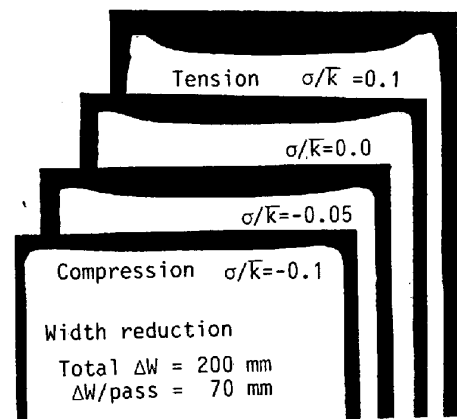 Tension σ/k̅ =0.1
σ/k̅=0.0
σ/k̅=-0.05
Compression σ/k̅=-0.1
Width reduction
Total ΔW = 200 mm
ΔW/pass = 70 mm